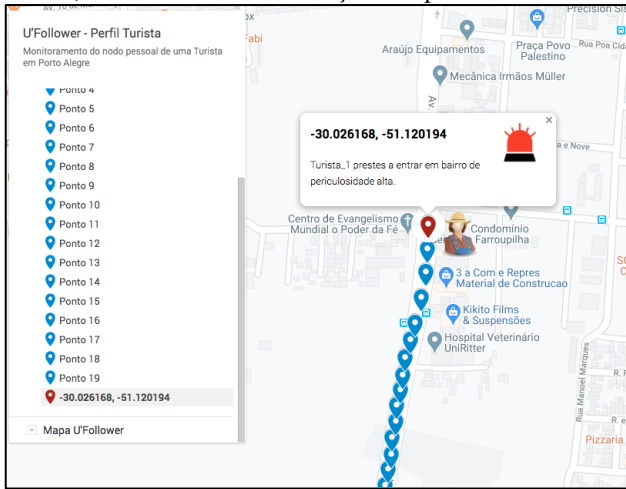 U'Follower - Perfil Turista
Monitoramento do nodo pessoal de uma Turista
em Porto Alegre
Ponto 4
Ponto 5
Ponto 6
Ponto 7
Ponto 8
Ponto 9
Ponto 10
Ponto 11
Ponto 12
Ponto 13
Ponto 14
Ponto 15
Ponto 16
Ponto 17
Ponto 18
Ponto 19
-30.026168, -51.120194
Mapa U'Follower
Precision Sis
Araújo Equipamentos
Praça Povo
Palestino
Rua Poa Cid
Mecânica Irmãos Müller
Av.
-30.026168, -51.120194
Turista_1 prestes a entrar em bairro de
periculosidade alta.
a e Nove
Centro de Evangelismo
Mundial o Poder da Fé
Condomínio
Farroupilha
3 a Com e Repres
Material de Construcao
Kikito Films
& Suspensões
Hospital Veterinário
UniRitter
Rua Manoel Marques
R. e
Pizzaria